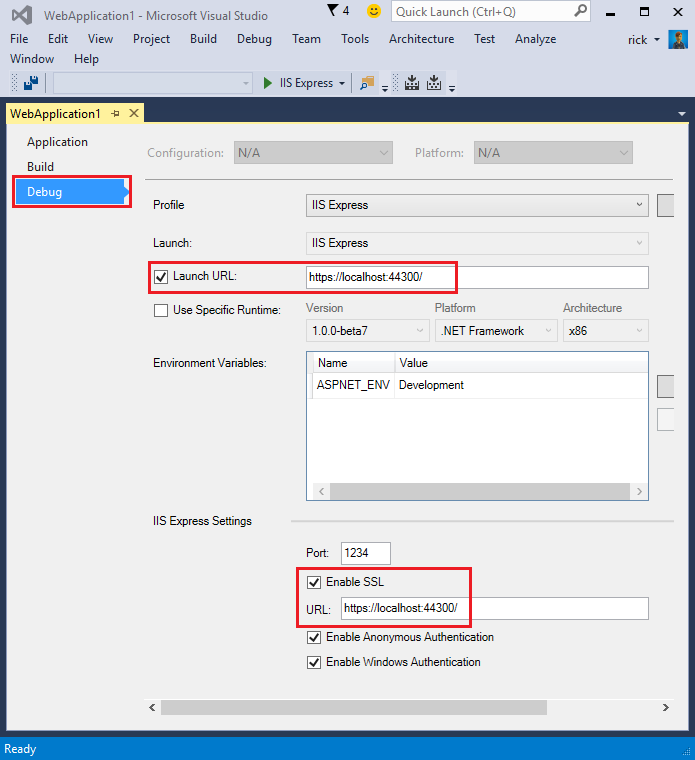 WebApplication1 - Microsoft Visual Studio
4
Quick Launch (Ctrl+Q)
File Edit View Project Build Debug Team Tools Architecture Test Analyze
rick
Window Help
IIS Express
WebApplication1
Application
Build
Debug
Configuration: N/A Platform: N/A
Profile IIS Express
Launch: IIS Express
Launch URL: https://localhost:44300/
Use Specific Runtime: Version Platform Architecture
1.0.0-beta7 .NET Framework x86
Environment Variables: Name Value
ASPNET_ENV Development
IIS Express Settings
Port: 1234
Enable SSL
URL: https://localhost:44300/
Enable Anonymous Authentication
Enable Windows Authentication
Ready